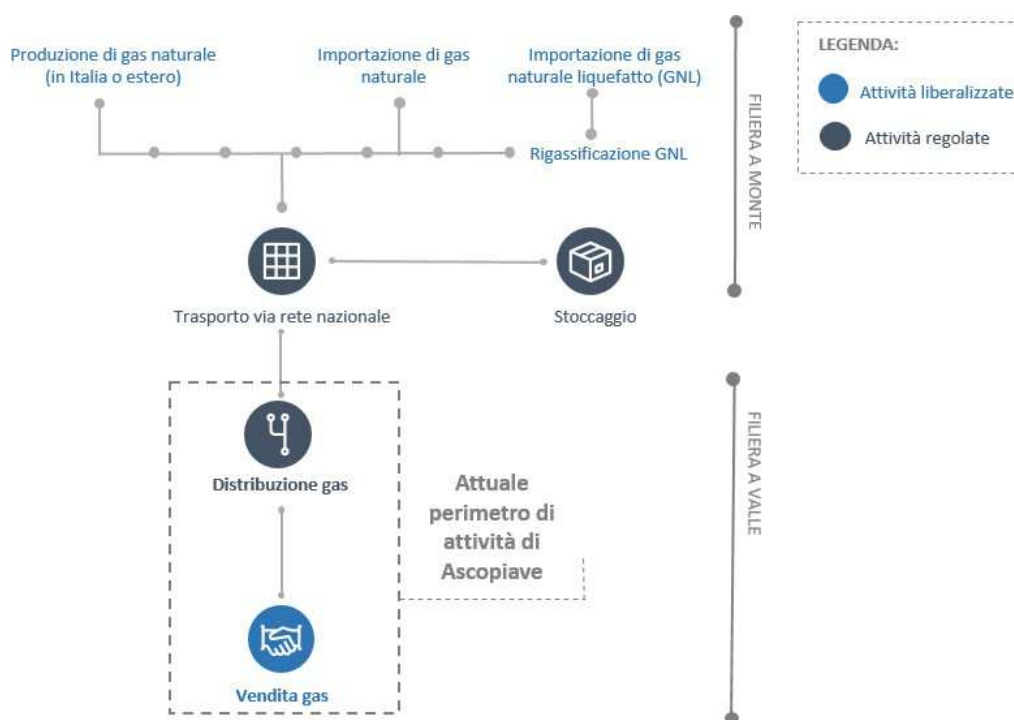 Produzione di gas naturale
(in Italia o estero)
Importazione di gas
naturale
Importazione di gas
naturale liquefatto (GNL)
Rigassificazione GNL
Trasporto via rete nazionale
Stoccaggio
Distribuzione gas
Vendita gas
Attuale
perimetro di
attività di
Ascopiave
FILIERA A MONTE
FILIERA A VALLE
LEGENDA:
Attività liberalizzate
Attività regolate